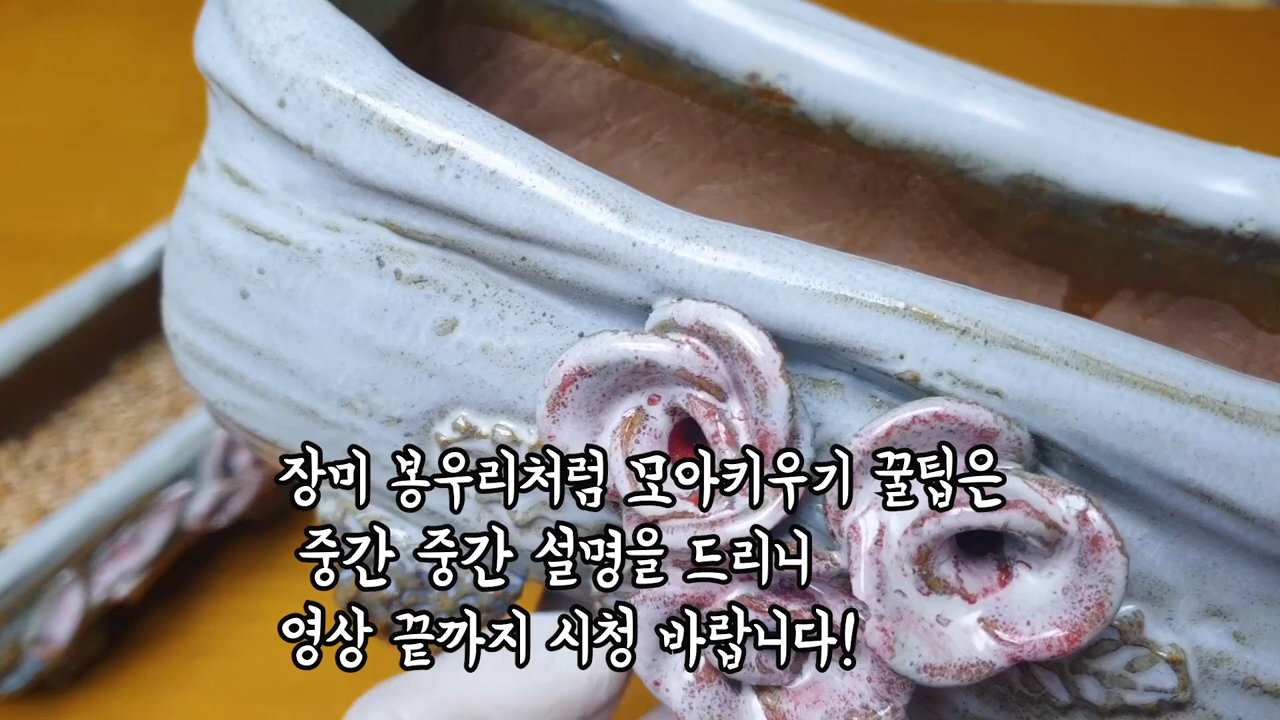 장미 봉우리처럼 모아키우기 꿀팁은
중간 중간 설명을 드리니
영상 끝까지 시청 바랍니다!